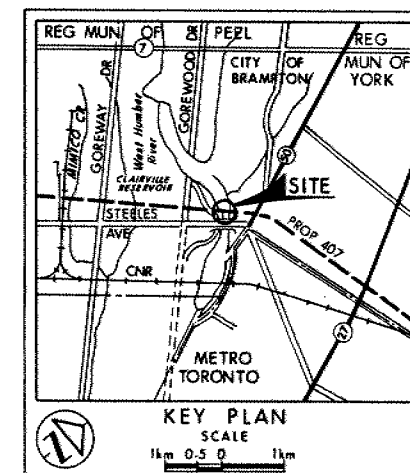 REG MUN OF PEEL
7
REG
MUN OF
YORK
CITY OF
BRAMPTON
GOREWOOD DR
GOREWAY DR
MIMICO CR
West Humber
River
CLAIRVILLE
RESERVOIR
50
SITE
STEELES
AVE
PROP 407
CNR
27
METRO
TORONTO
KEY PLAN
SCALE
1km 0·5 0 1km
Z